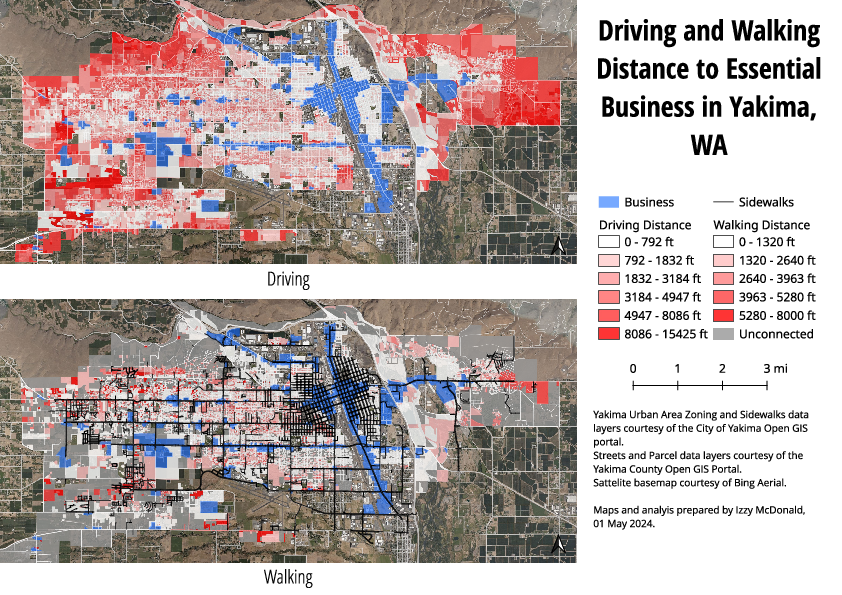 Driving and Walking
Distance to Essential
Business in Yakima,
WA
Business
Sidewalks
Driving Distance
0 - 792 ft
792 - 1832 ft
1832 - 3184 ft
3184 - 4947 ft
4947 - 8086 ft
8086 - 15425 ft
Walking Distance
0 - 1320 ft
1320 - 2640 ft
2640 - 3963 ft
3963 - 5280 ft
5280 - 8000 ft
Unconnected
0 1 2 3 mi
Yakima Urban Area Zoning and Sidewalks data
layers courtesy of the City of Yakima Open GIS
portal.
Streets and Parcel data layers courtesy of the
Yakima County Open GIS Portal.
Sattelite basemap courtesy of Bing Aerial.
Maps and analyis prepared by Izzy McDonald,
01 May 2024.
Driving
Walking